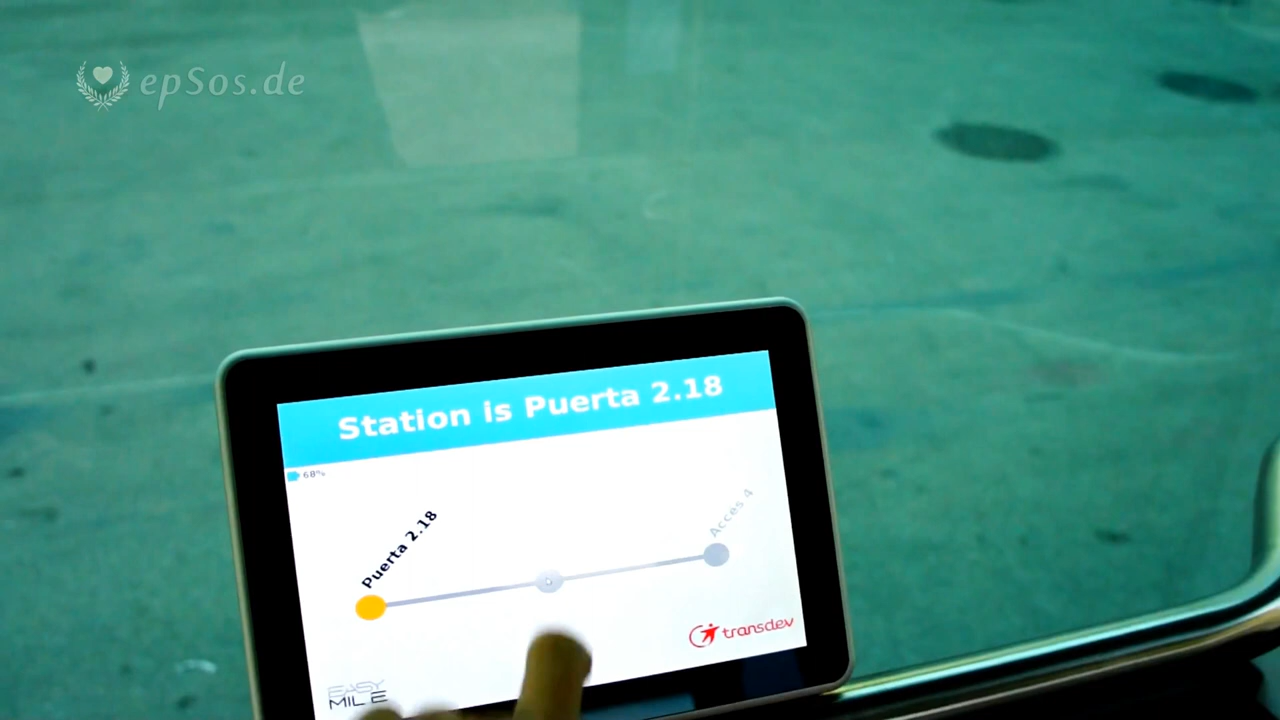 epSos.de
Station is Puerta 2.18
68%
Puerta 2.18
Acces 4
transdev
EASY
MILE